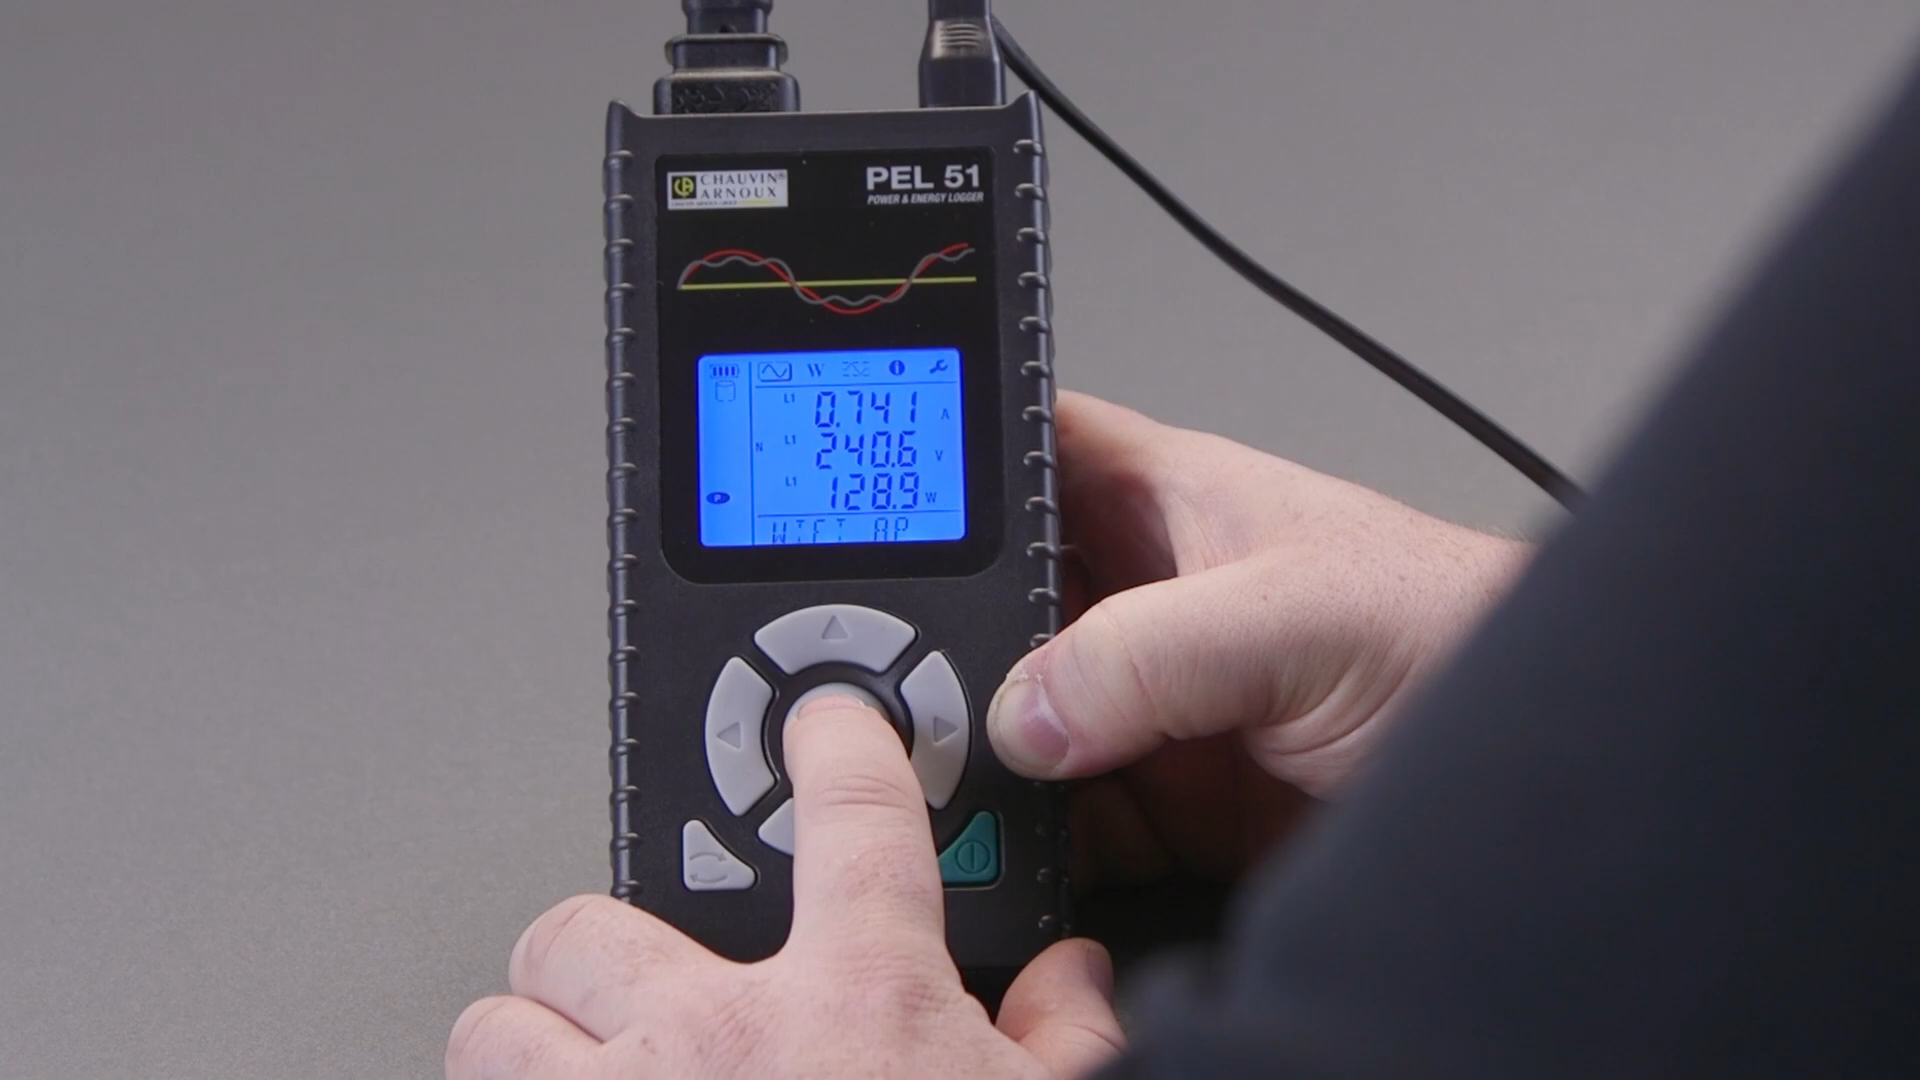 CHAUVIN®
ARNOUX
PEL 51
POWER & ENERGY LOGGER
W
L1 0.741 A
N L1 240.6 V
L1 128.9 W
P
WIFI AP